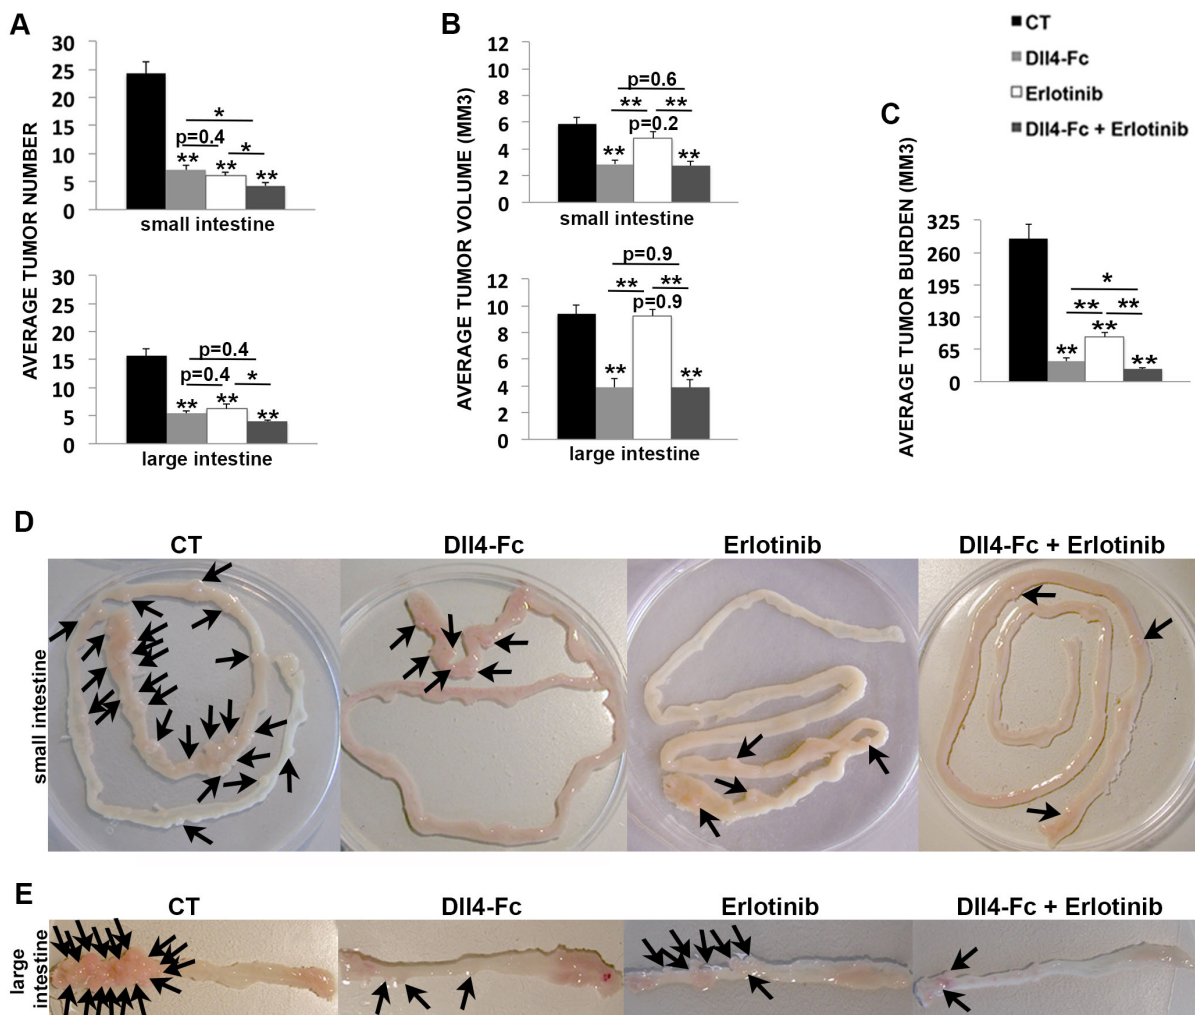 A
AVERAGE TUMOR NUMBER
30
25
20
15
10
5
0
*
p=0.4
*
**
**
**
small intestine
30
25
20
15
10
5
0
p=0.4
p=0.4
*
**
**
**
large intestine
B
AVERAGE TUMOR VOLUME (MM3)
12
10
8
6
4
2
0
p=0.6
**
**
p=0.2
**
**
small intestine
12
10
8
6
4
2
0
p=0.9
**
**
p=0.9
**
**
large intestine
CT
Dll4-Fc
Erlotinib
Dll4-Fc + Erlotinib
C
AVERAGE TUMOR BURDEN (MM3)
325
260
195
130
65
0
*
**
**
**
**
**
D
CT
Dll4-Fc
Erlotinib
Dll4-Fc + Erlotinib
small intestine
E
CT
Dll4-Fc
Erlotinib
Dll4-Fc + Erlotinib
large
intestine